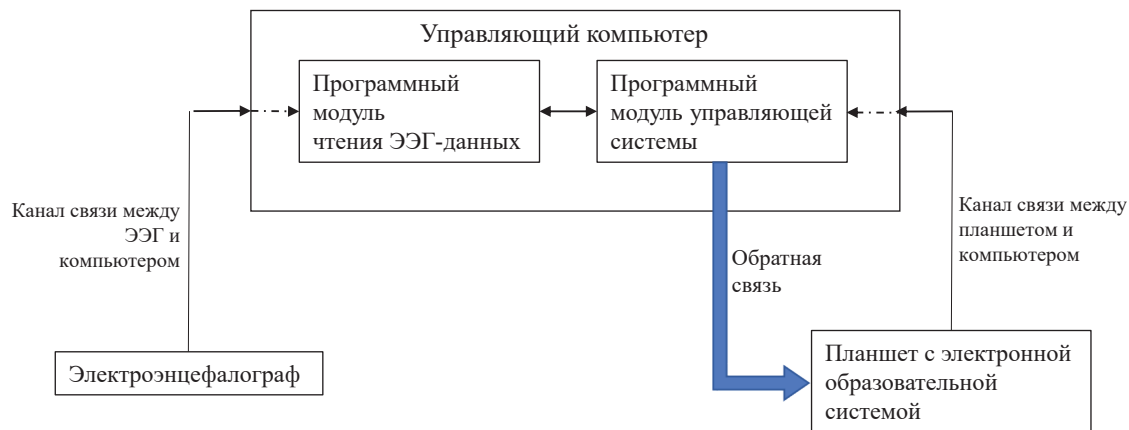 Управляющий компьютер
Программный
модуль
чтения ЭЭГ-данных
Программный
модуль управляющей
системы
Канал связи между
ЭЭГ и
компьютером
Обратная
связь
Канал связи между
планшетом и
компьютером
Электроэнцефалограф
Планшет с электронной
образовательной
системой